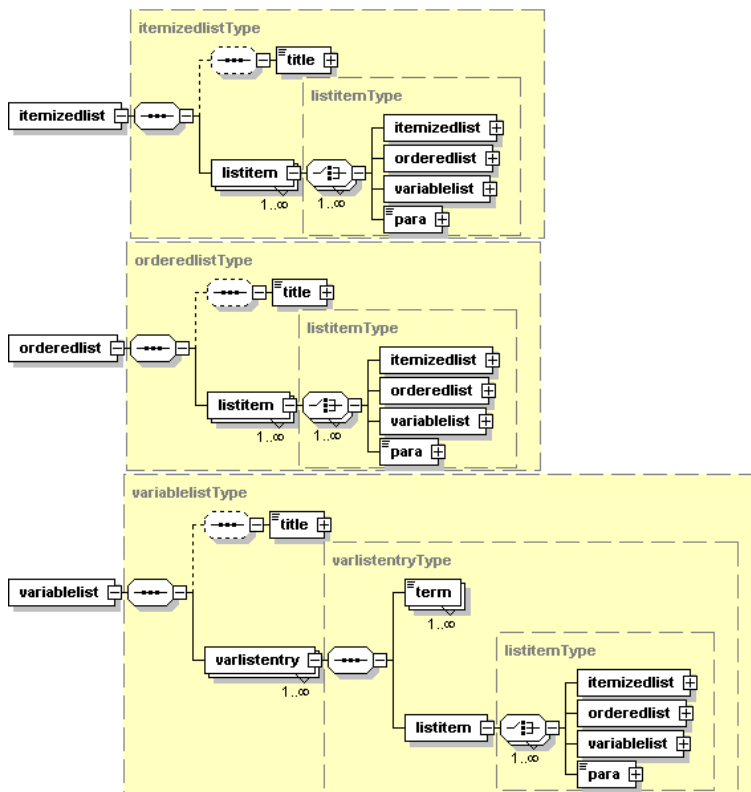 itemizedlistType
title
listitemType
itemizedlist
itemizedlist
orderedlist
listitem
variablelist
1..∞
1..∞
para
orderedlistType
title
listitemType
orderedlist
itemizedlist
orderedlist
listitem
variablelist
1..∞
1..∞
para
variablelistType
title
varlistentryType
variablelist
term
1..∞
varlistentry
listitemType
1..∞
itemizedlist
orderedlist
listitem
variablelist
1..∞
para